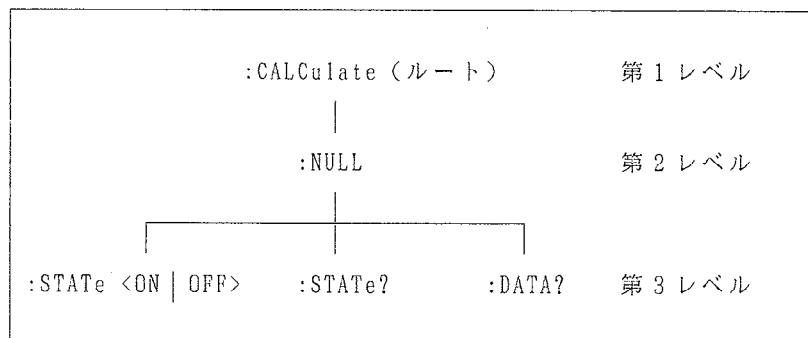 :CALCulate (ルート) 第1レベル
:NULL 第2レベル
:STATe <ON | OFF> :STATe? :DATA? 第3レベル